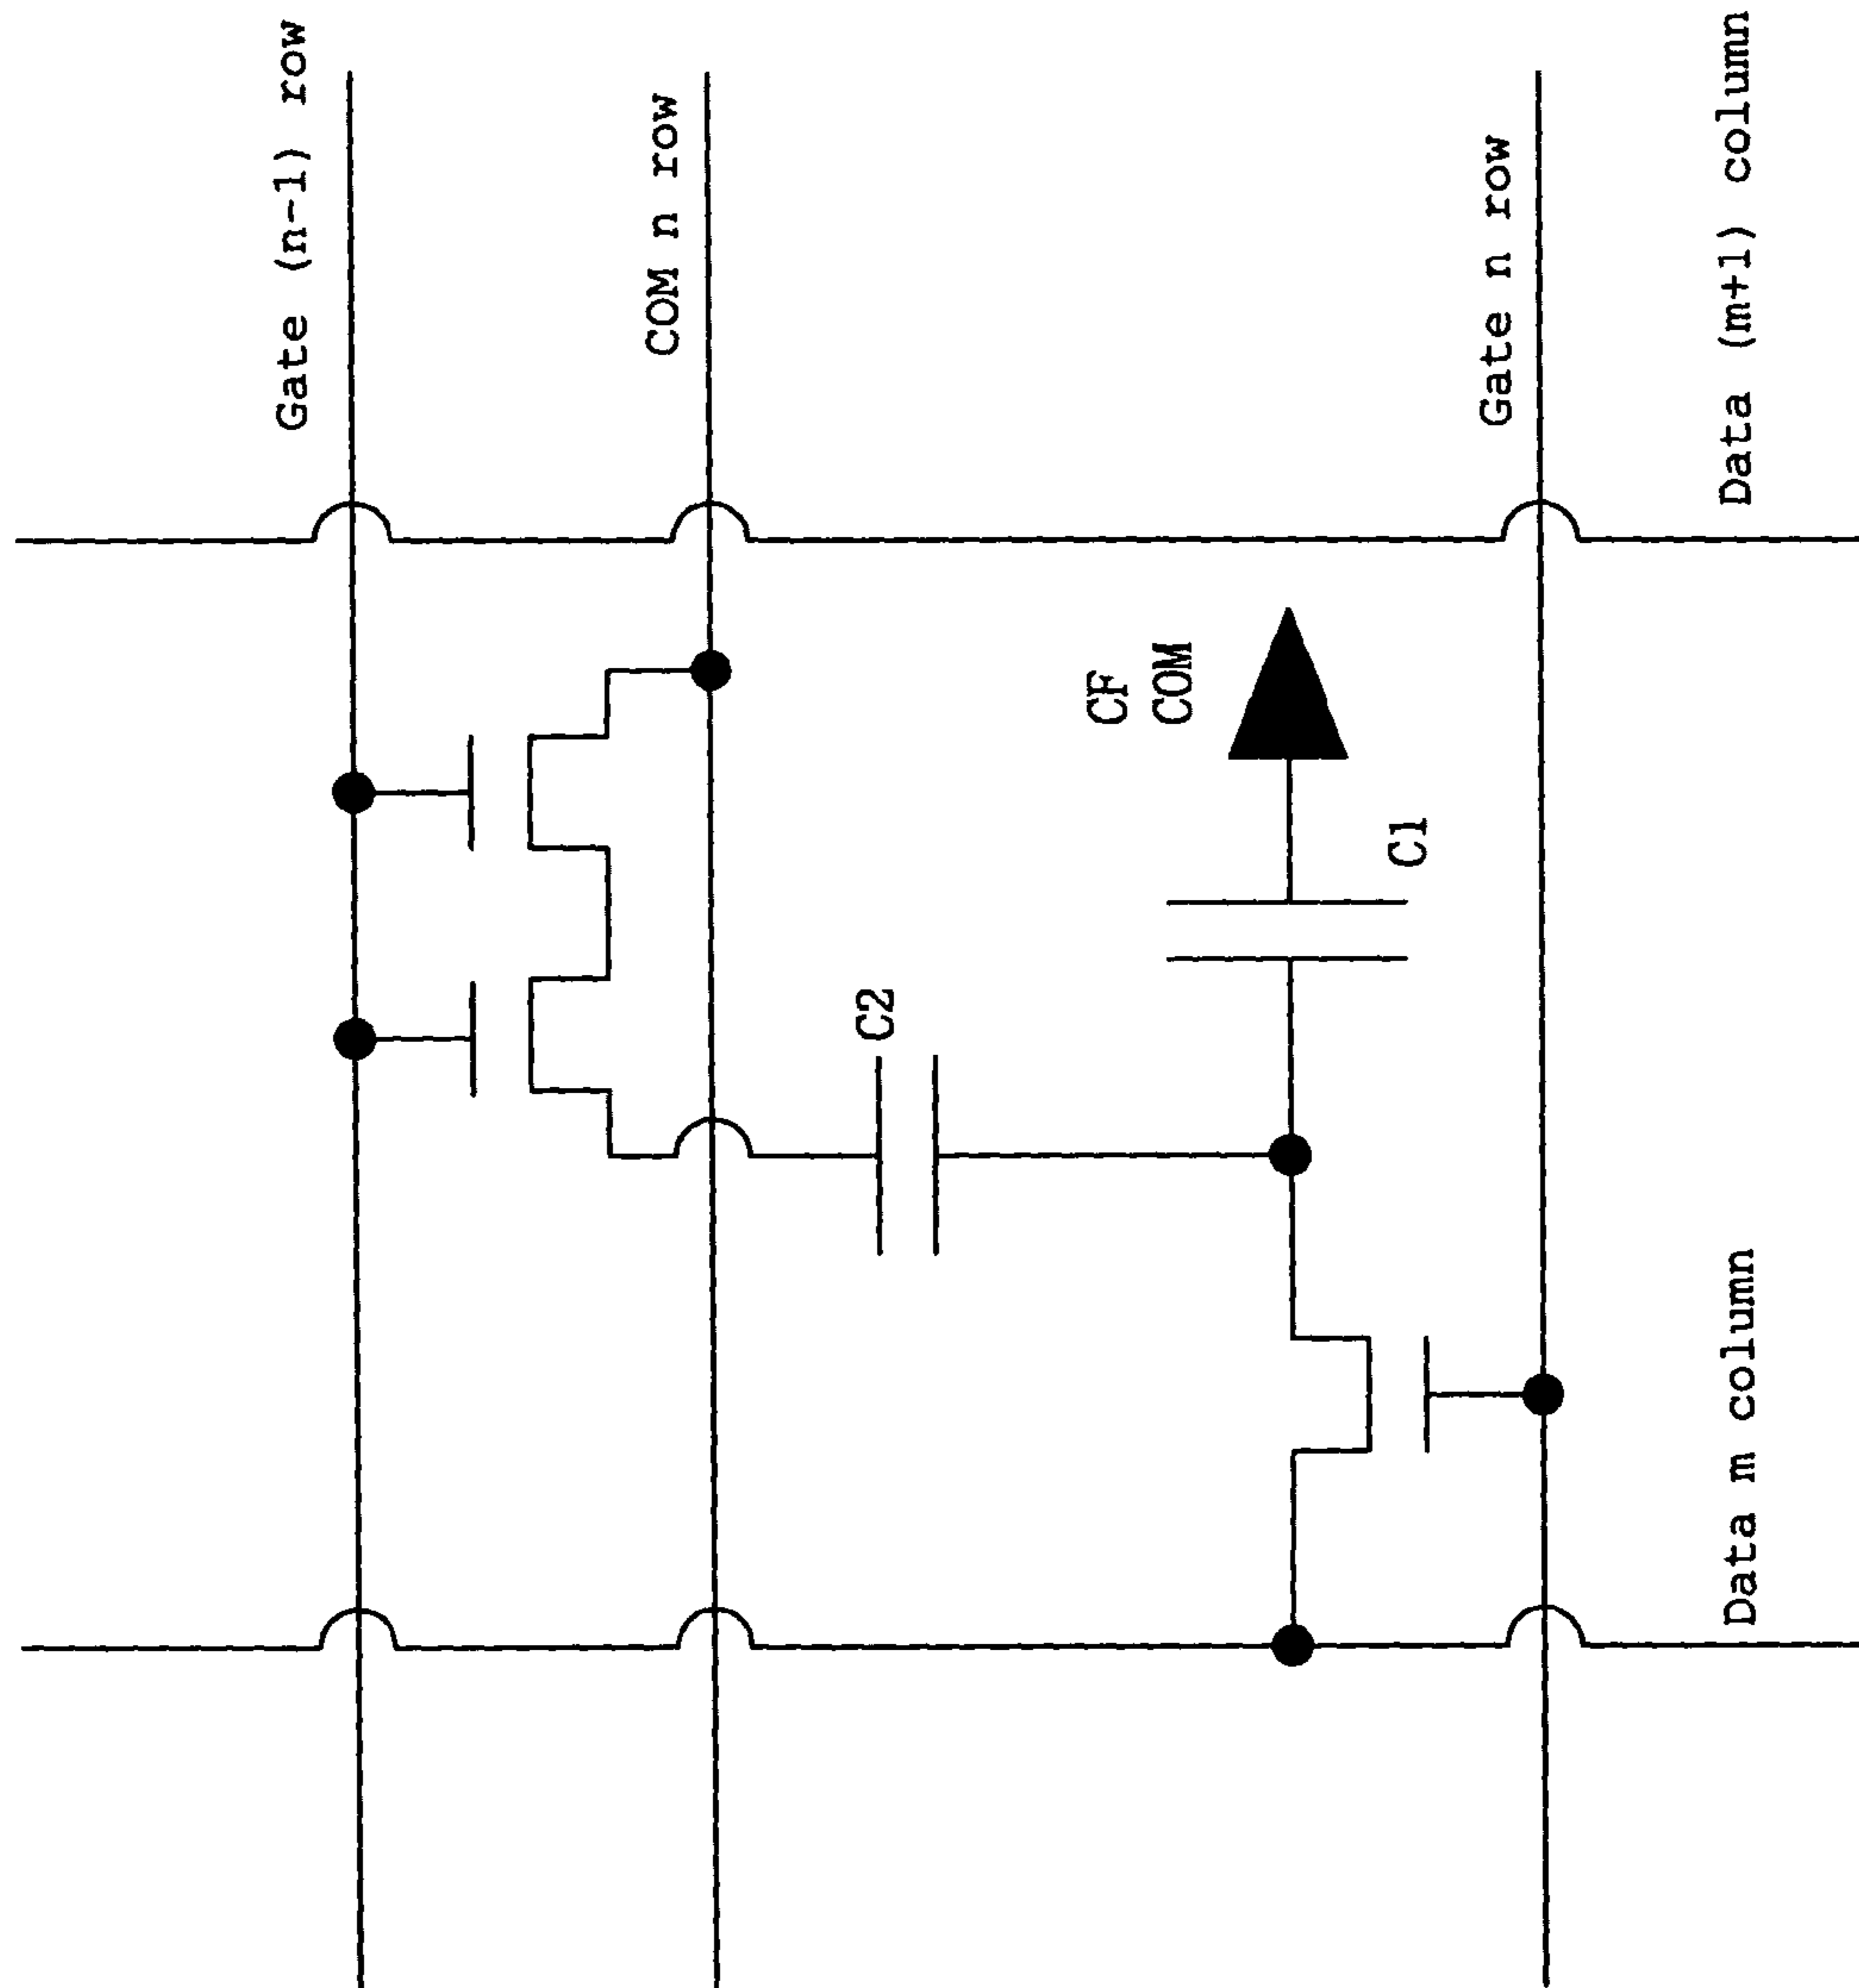 Gate (n-1) row
COM n row
C2
CF
COM
C1
Gate n row
Data m column
Data (m+1) column